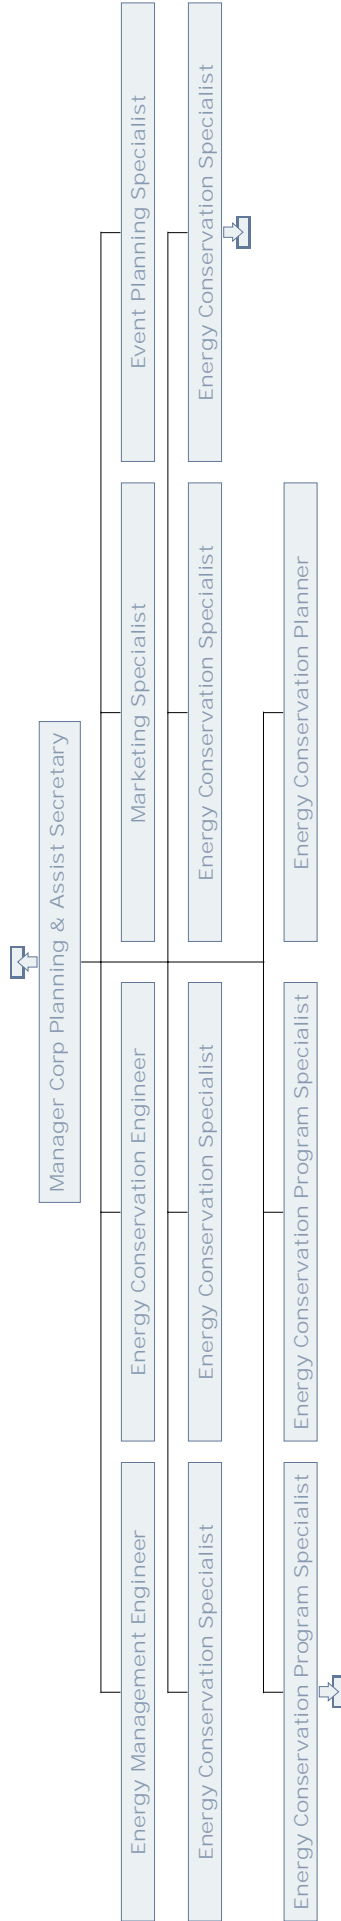 Manager Corp Planning & Assist Secretary
Energy Management Engineer
Energy Conservation Engineer
Marketing Specialist
Event Planning Specialist
Energy Conservation Specialist
Energy Conservation Specialist
Energy Conservation Specialist
Energy Conservation Specialist
Energy Conservation Program Specialist
Energy Conservation Program Specialist
Energy Conservation Planner